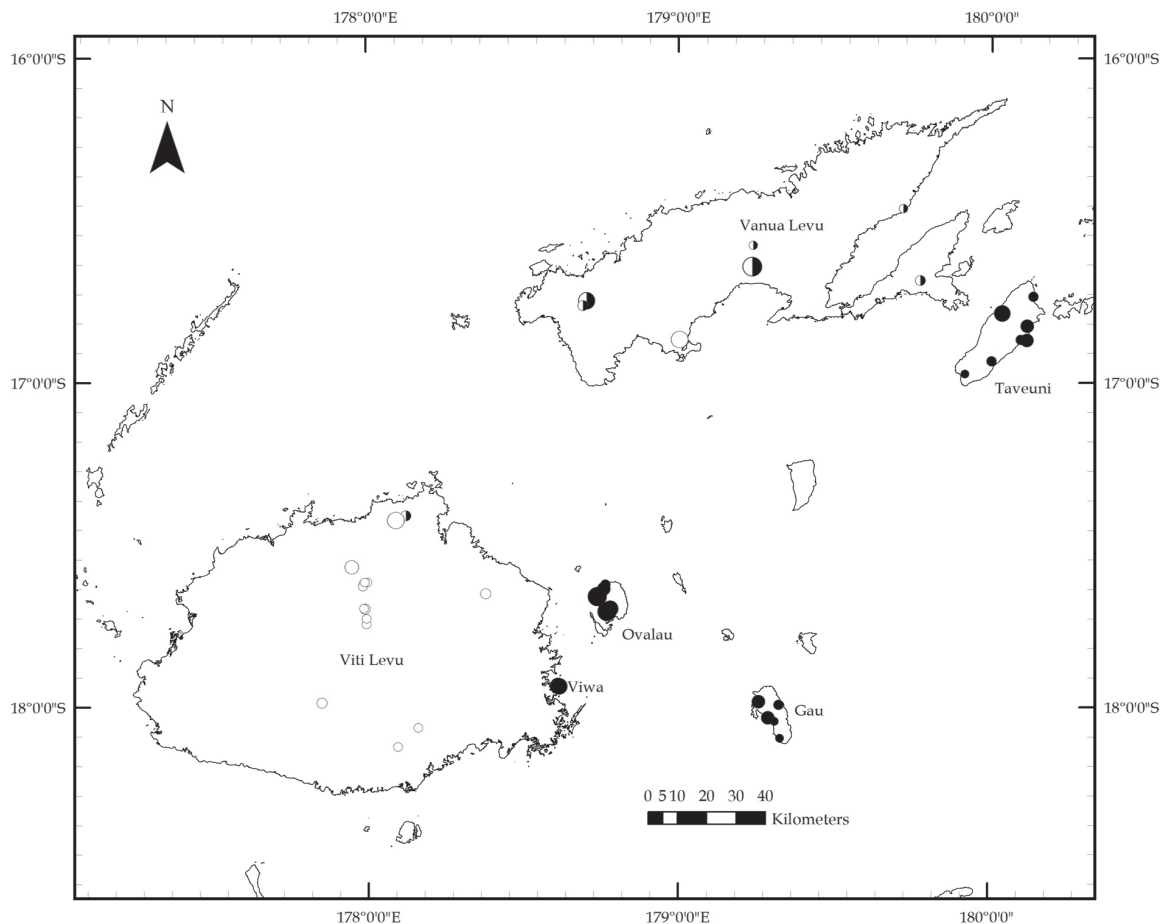 178°0'0"E 179°0'0"E 180°0'0"
16°0'0"S 16°0'0"S
N
Vanua Levu
17°0'0"S 17°0'0"S
Taveuni
Ovalau
Viti Levu
Viwa
18°0'0"S 18°0'0"S
Gau
0 5 10 20 30 40
Kilometers
178°0'0"E 179°0'0"E 180°0'0"